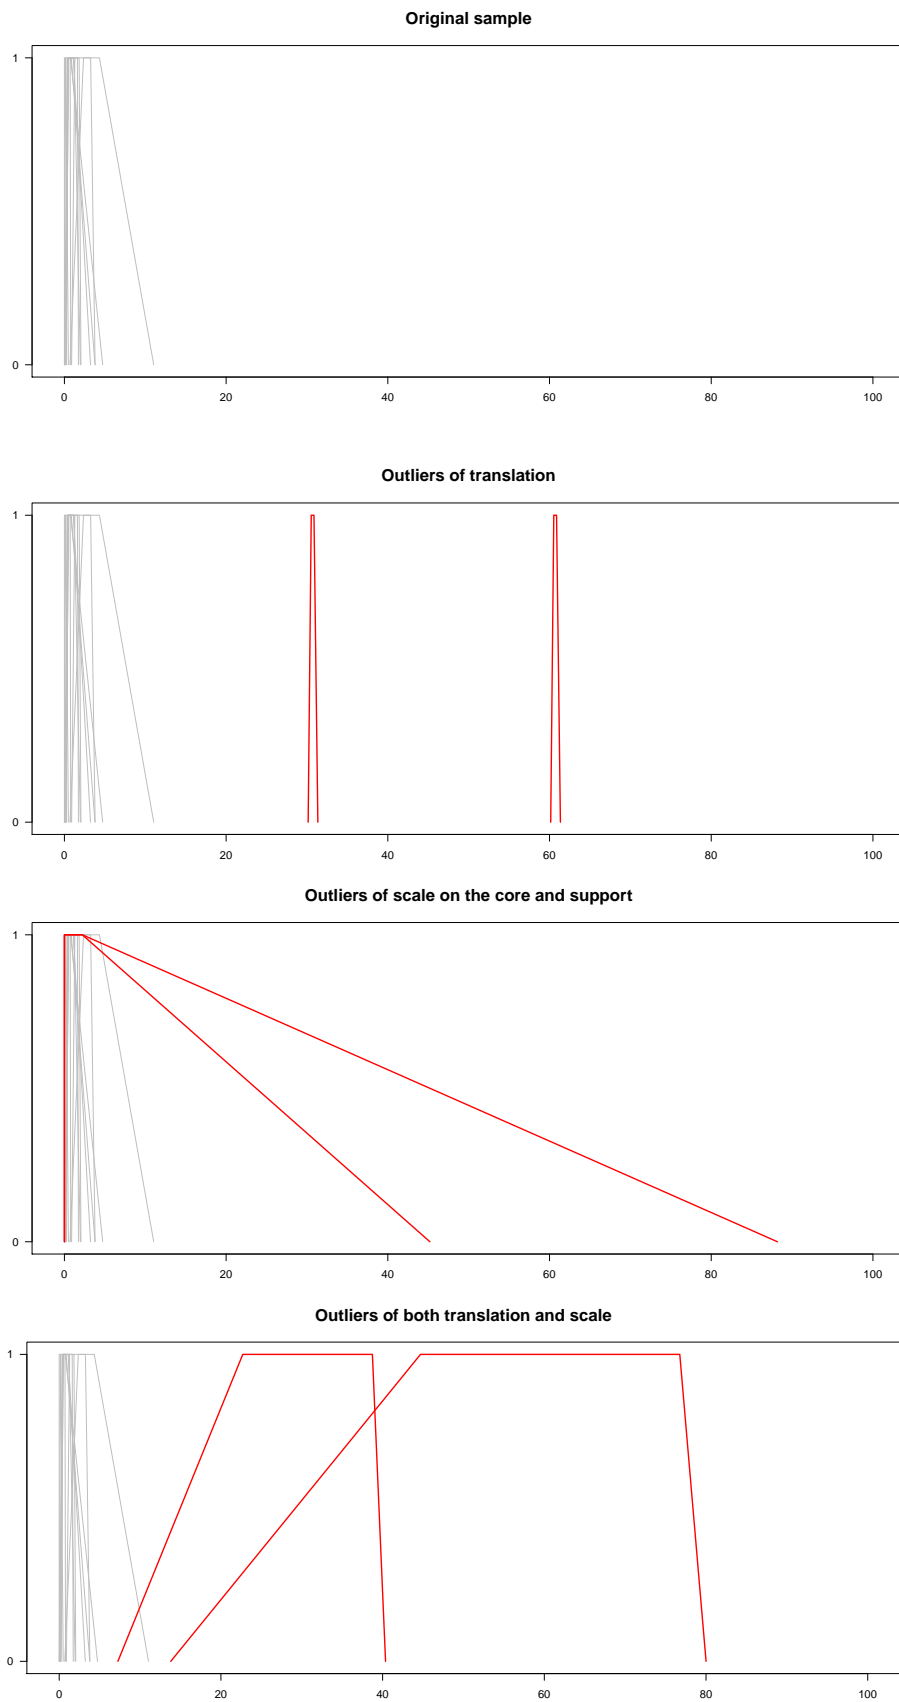 Original sample
1
0
0 20 40 60 80 100
Outliers of translation
1
0
0 20 40 60 80 100
Outliers of scale on the core and support
1
0
0 20 40 60 80 100
Outliers of both translation and scale
1
0
0 20 40 60 80 100